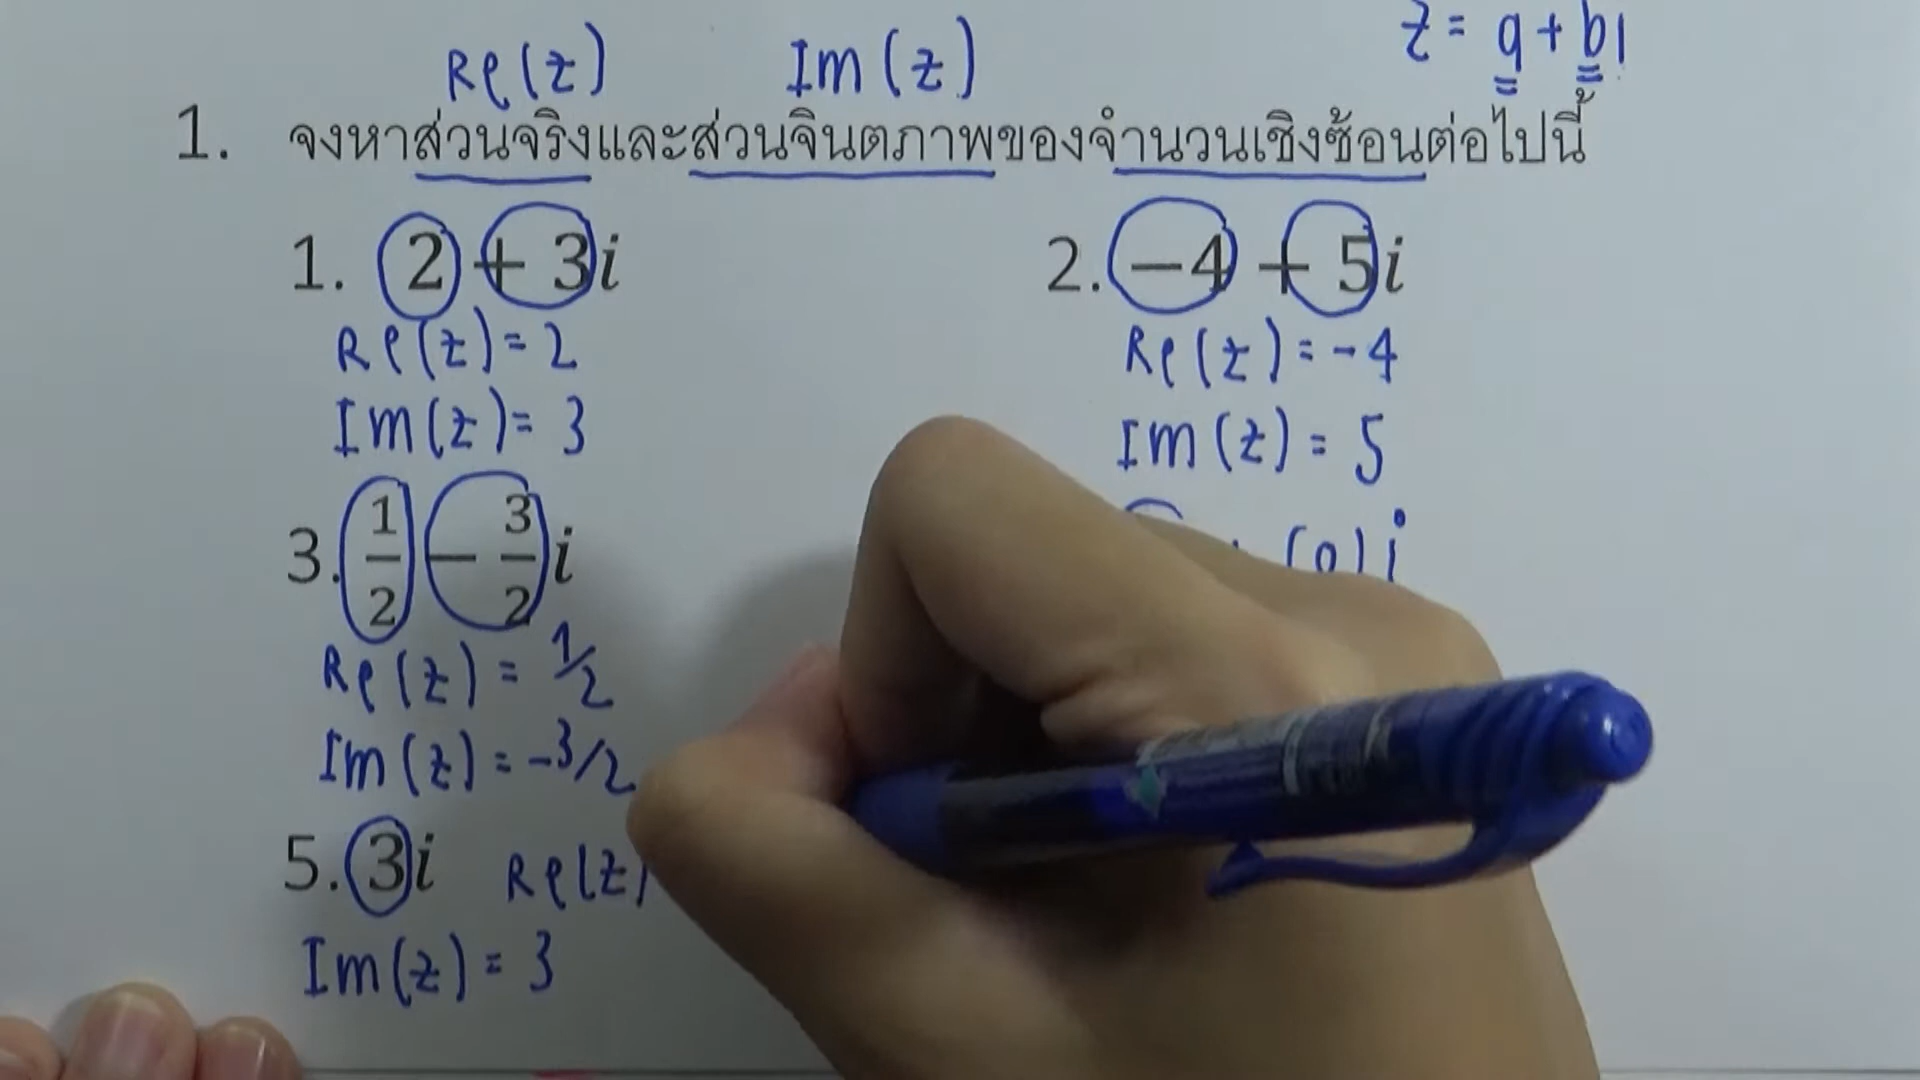 Re(z) Im(z) z = a + bi
1. จงหาส่วนจริงและส่วนจินตภาพของจำนวนเชิงซ้อนต่อไปนี้
1. 2 + 3i 2. −4 + 5i
Re(z) = 2 Re(z) = -4
Im(z) = 3 Im(z) = 5
3. 1/2 − 3/2 i (0)i
Re(z) = 1/2
Im(z) = -3/2
5. 3i Re(z)
Im(z) = 3